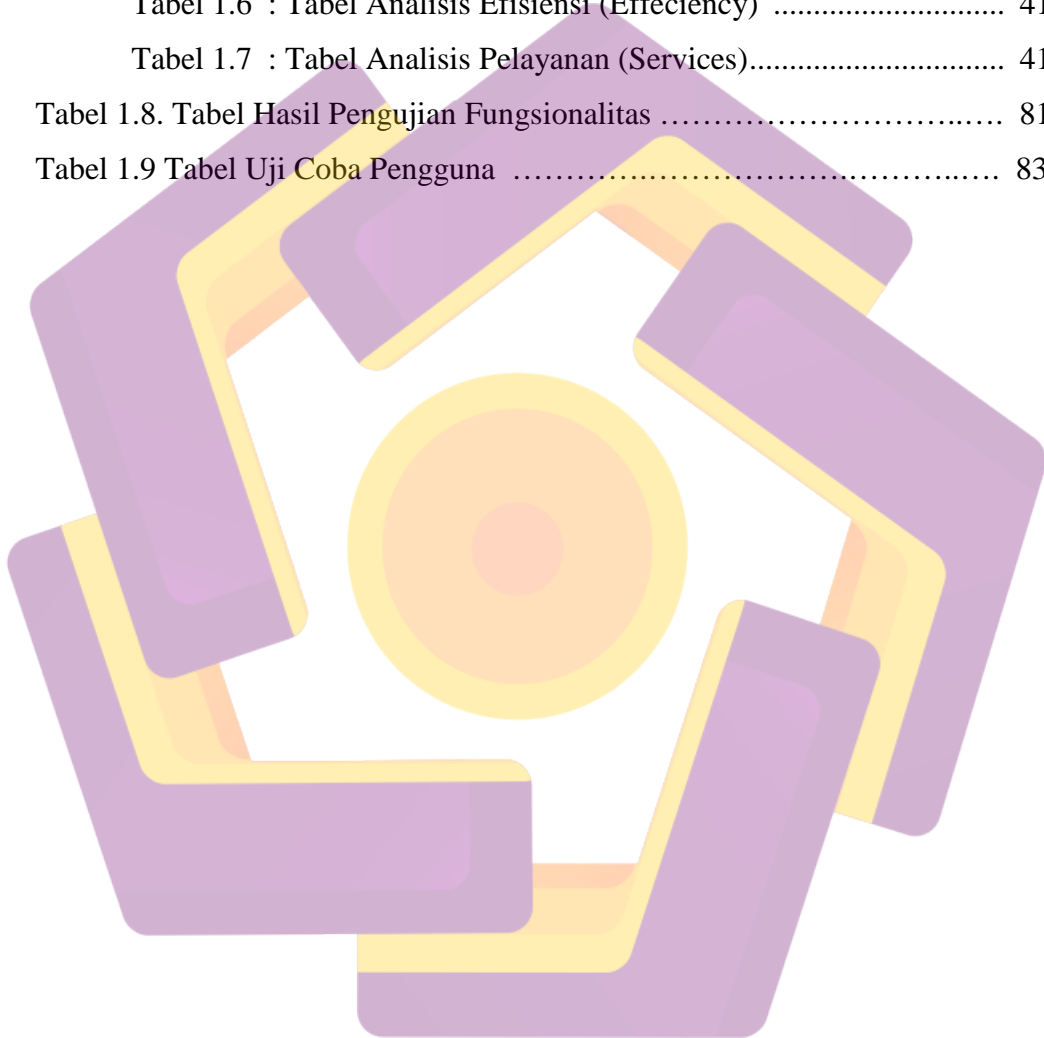 Tabel 1.6 : Tabel Analisis Efisiensi (Effeciency) ............................ 41
Tabel 1.7 : Tabel Analisis Pelayanan (Services)............................... 41
Tabel 1.8. Tabel Hasil Pengujian Fungsionalitas …………………………..…. 81
Tabel 1.9 Tabel Uji Coba Pengguna ………….…………………….………..…. 83